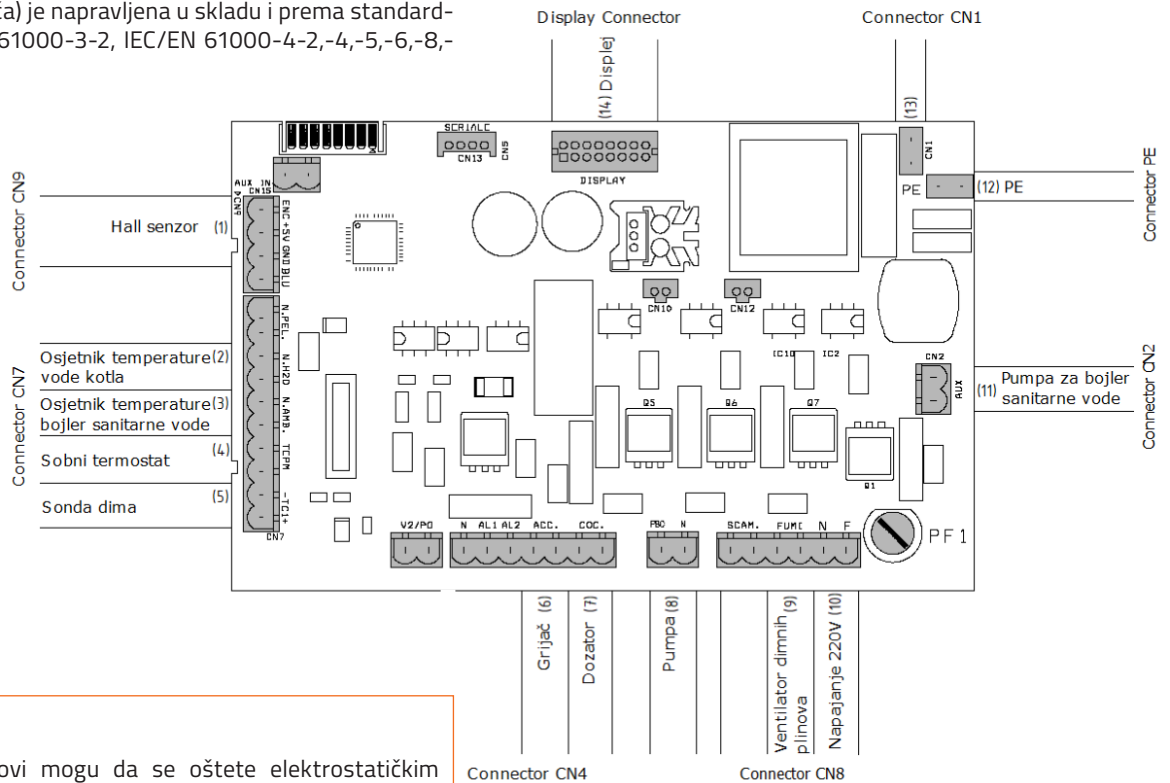 ča) je napravljena u skladu i prema standard-
61000-3-2, IEC/EN 61000-4-2,-4,-5,-6,-8,-
Display Connector
Connector CN1
(14) Displej
(13)
SERIALE
CN13
CN5
DISPLAY
CN1
PE
(12) PE
Connector PE
Connector CN9
Hall senzor (1)
AUX IN
CN15
CN9
ENC +5V GND BLU
CN10
CN12
IC10
IC2
CN2
AUX
(11) Pumpa za bojler
sanitarne vode
Connector CN2
Connector CN7
Osjetnik temperature (2)
vode kotla
Osjetnik temperature (3)
bojler sanitarne vode
Sobni termostat (4)
Sonda dima (5)
N.PEL.
N.H2O
N.AMB.
TCPM
-TC1+
CN7
Q5
Q6
Q7
Q1
V2/PO
N AL1 AL2 ACC. COC.
PBO N
SCAM. FUMI N F
PF1
Grijač (6)
Dozator (7)
Pumpa (8)
Ventilator dimnih (9)
plinova
Napajanje 220V (10)
ovi mogu da se oštete elektrostatičkim
Connector CN4
Connector CN8